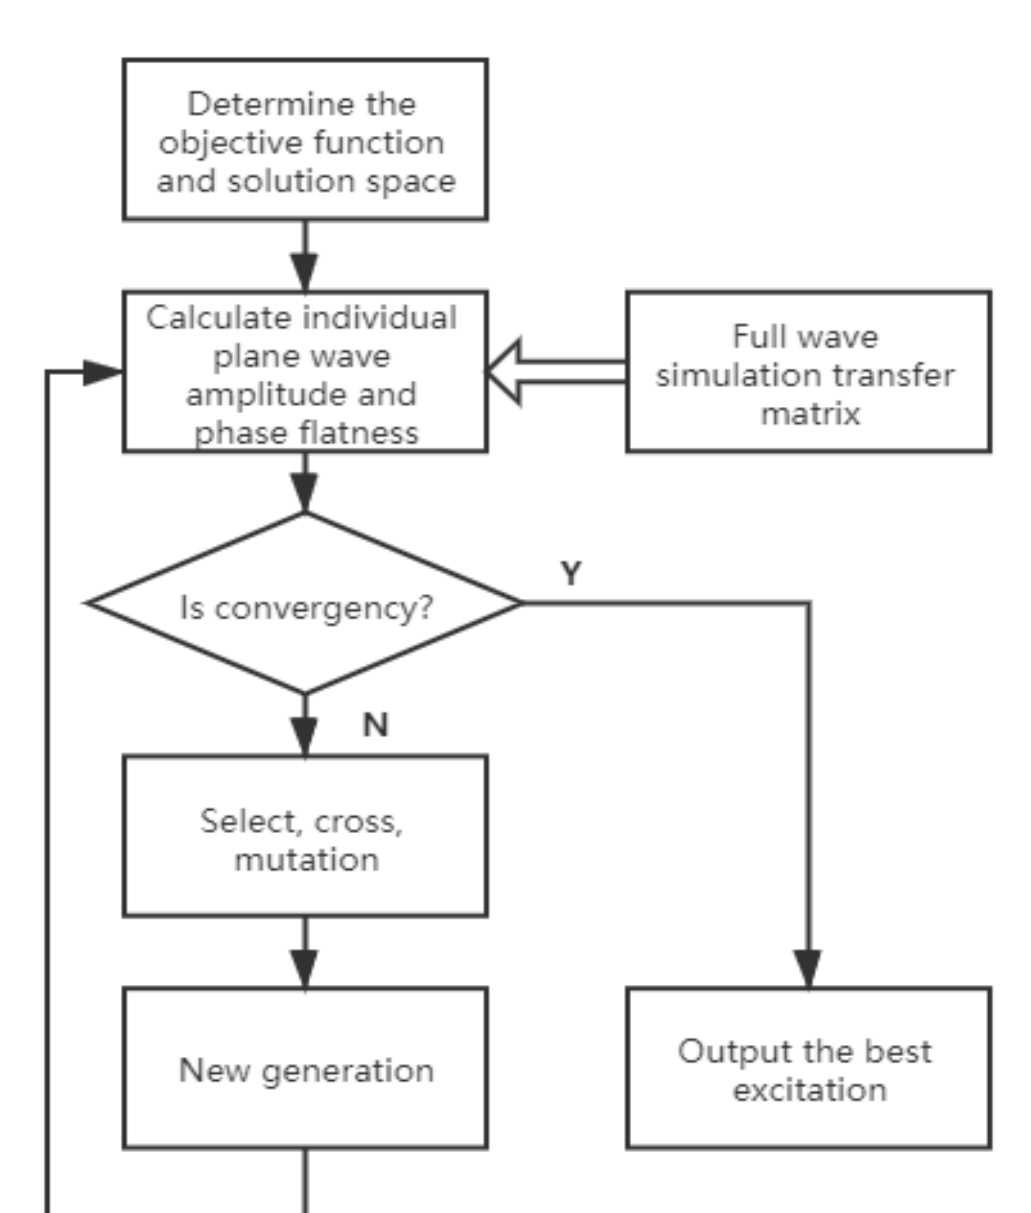 Determine the
objective function
and solution space
Calculate individual
plane wave
amplitude and
phase flatness
Full wave
simulation transfer
matrix
Is convergency?
Y
N
Select, cross,
mutation
New generation
Output the best
excitation